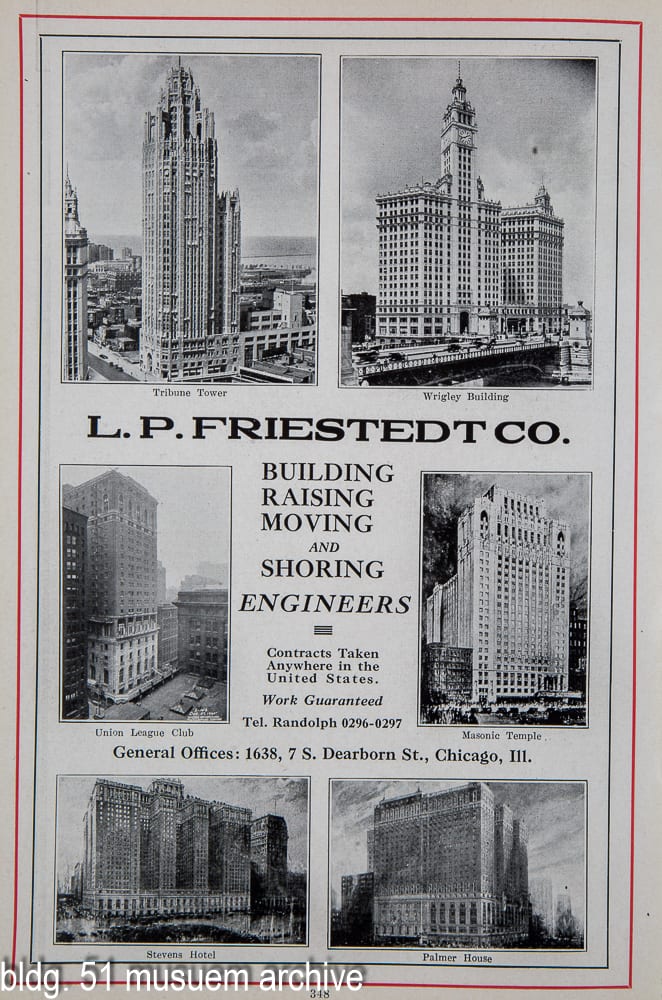 Tribune Tower
Wrigley Building
L. P. FRIESTEDT CO.
BUILDING
RAISING
MOVING
AND
SHORING
ENGINEERS
Contracts Taken
Anywhere in the
United States.
Work Guaranteed
Tel. Randolph 0296-0297
Union League Club
Masonic Temple
General Offices: 1638, 7 S. Dearborn St., Chicago, Ill.
Stevens Hotel
Palmer House
bldg. 51 musuem archive
348